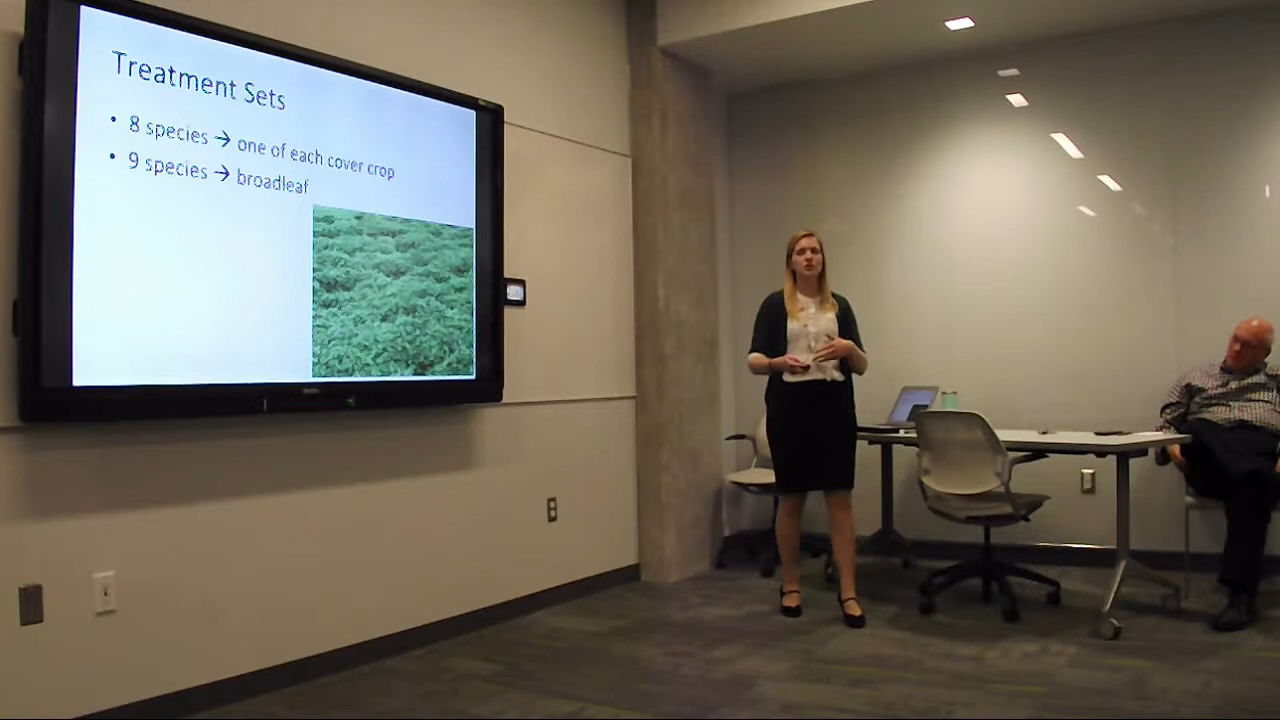 Treatment Sets
• 8 species → one of each cover crop
• 9 species → broadleaf